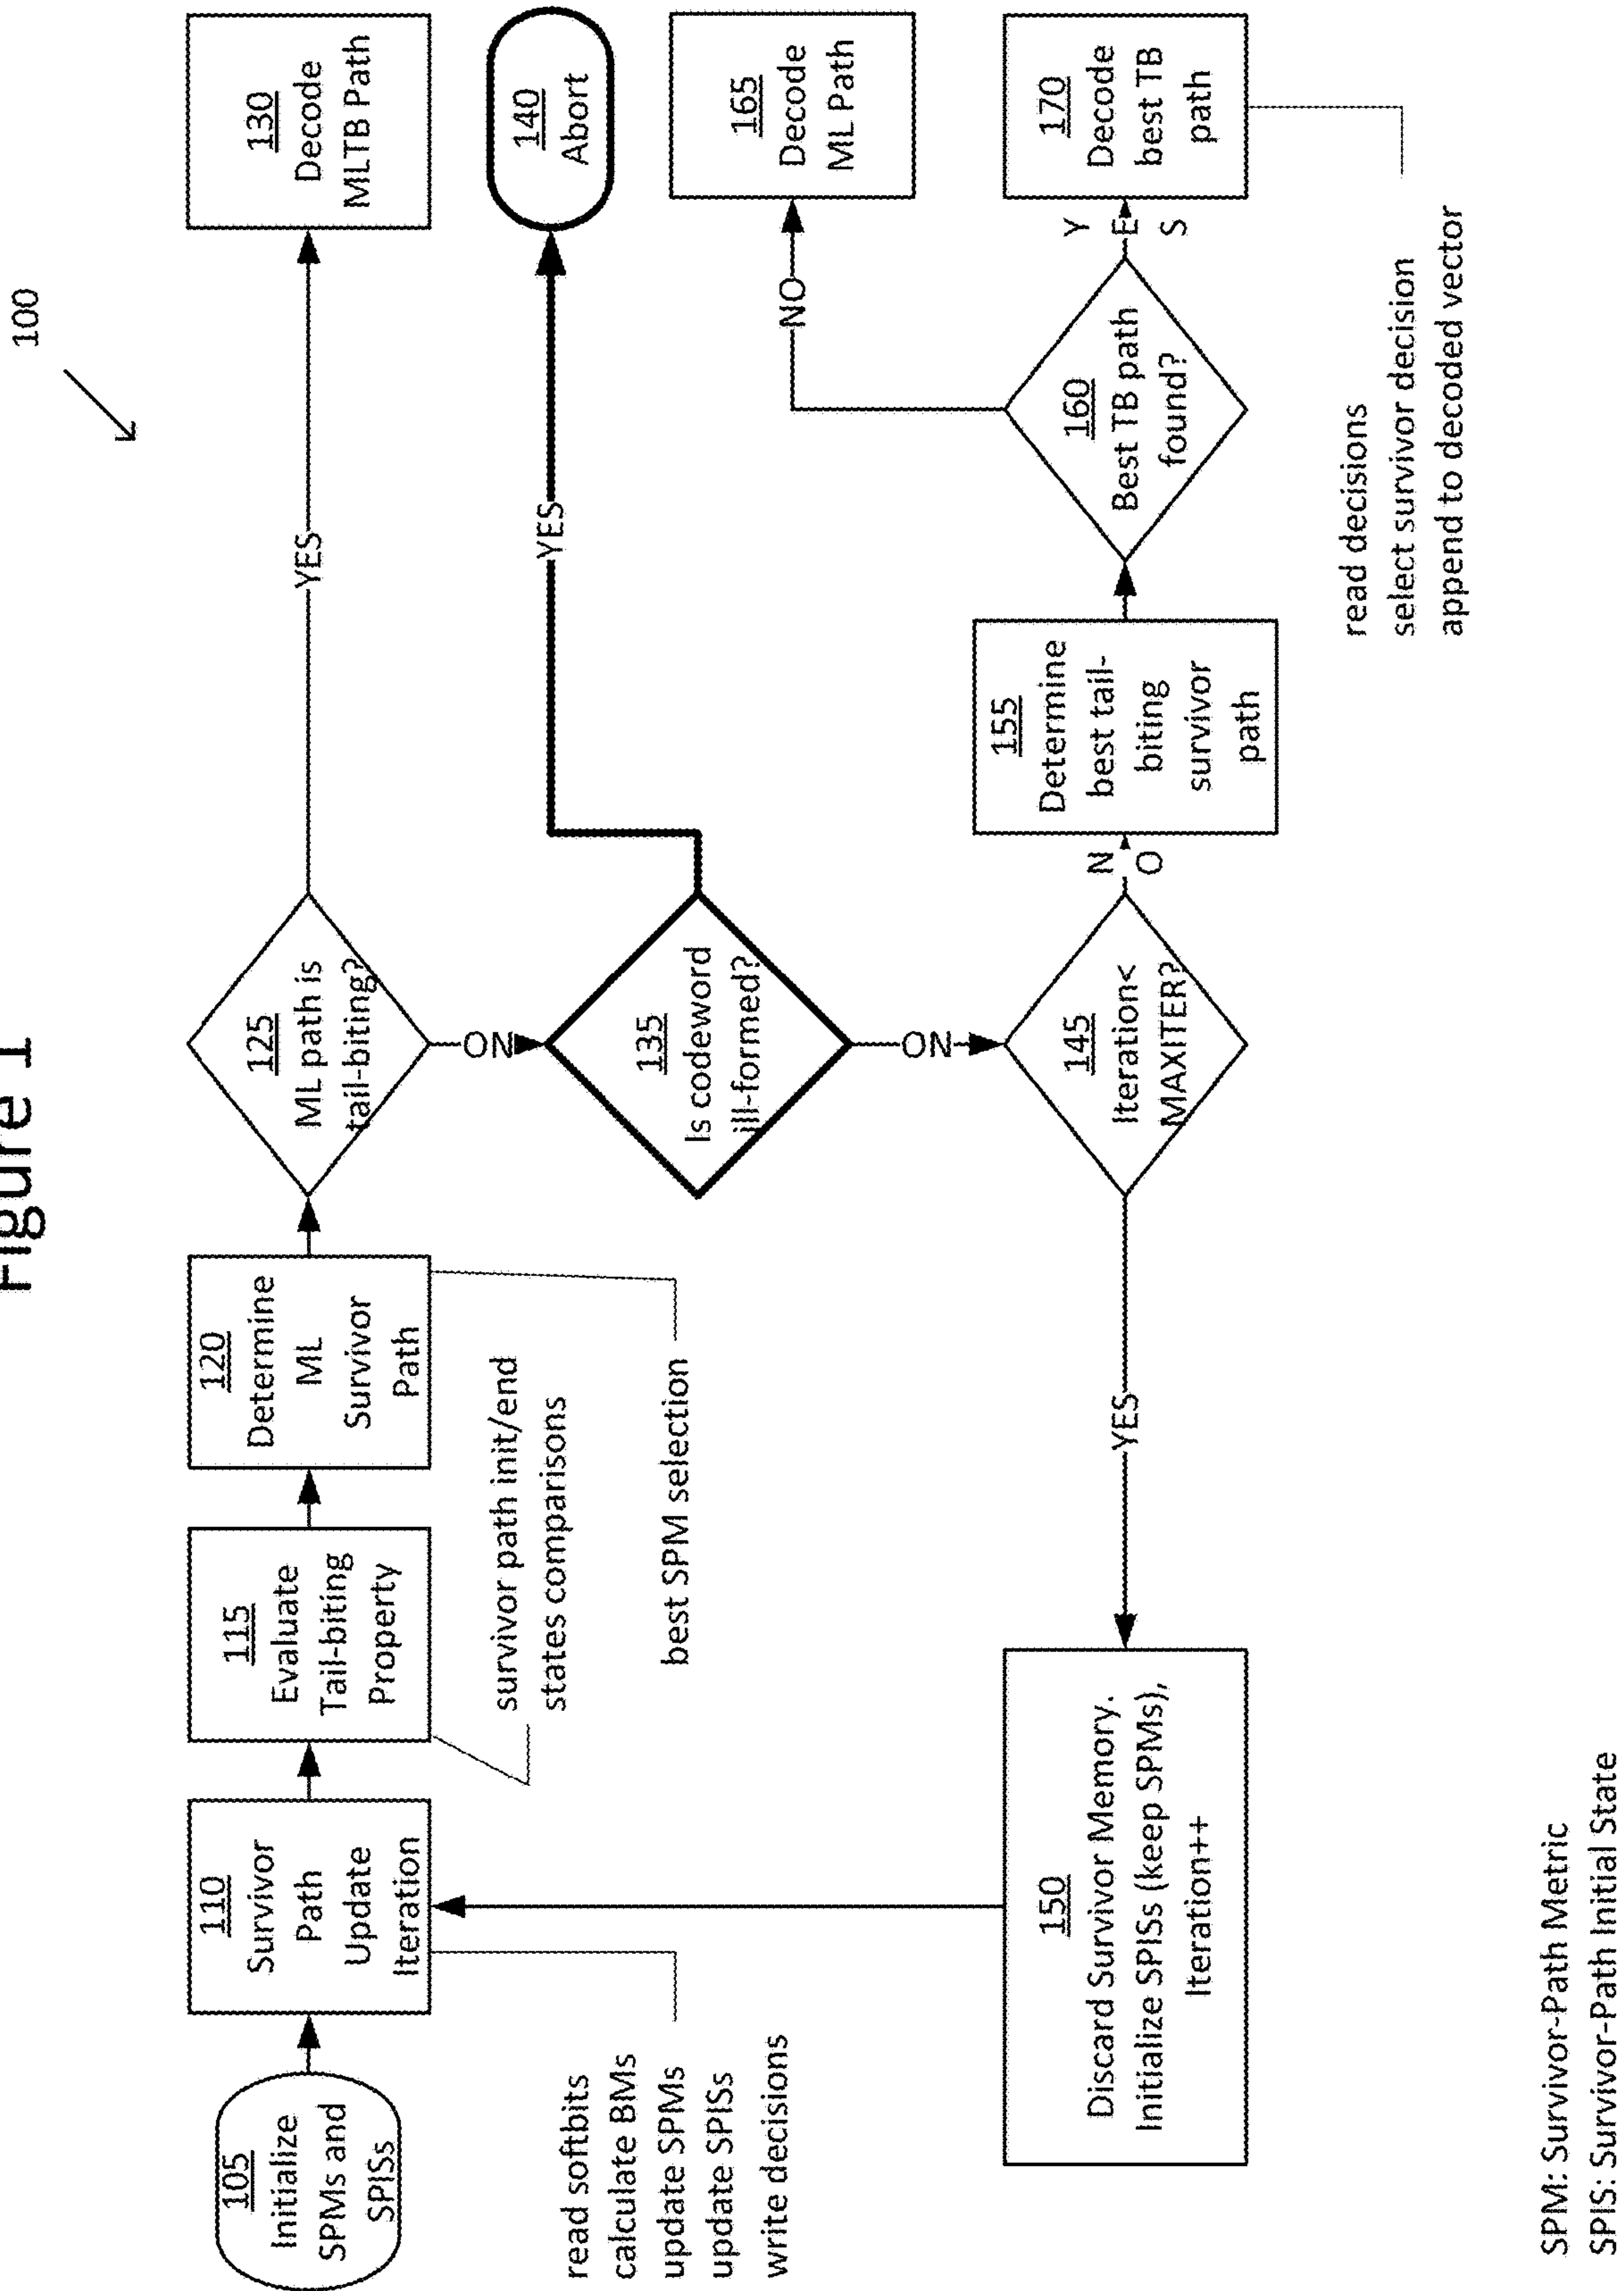 Figure 1
100
105
Initialize
SPMs and
SPISs
110
Survivor
Path
Update
Iteration
read softbits
calculate BMs
update SPMs
update SPISs
write decisions
115
Evaluate
Tail-biting
Property
survivor path init/end
states comparisons
120
Determine
ML
Survivor
Path
best SPM selection
125
ML path is
tail-biting?
YES
130
Decode
MLTB Path
NO
135
Is codeword
ill-formed?
YES
140
Abort
NO
145
Iteration<
MAXITER?
YES
150
Discard Survivor Memory.
Initialize SPISs (keep SPMs),
Iteration++
N
O
155
Determine
best tail-
biting
survivor
path
160
Best TB path
found?
NO
165
Decode
ML Path
Y
E
S
170
Decode
best TB
path
read decisions
select survivor decision
append to decoded vector
SPM: Survivor-Path Metric
SPIS: Survivor-Path Initial State